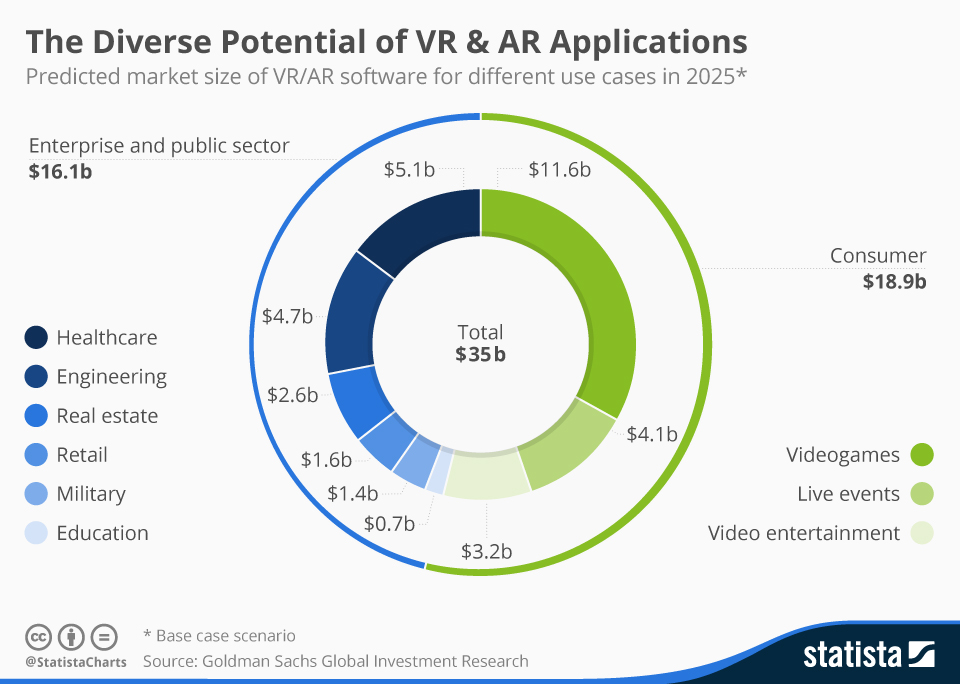 The Diverse Potential of VR & AR Applications
Predicted market size of VR/AR software for different use cases in 2025*
Enterprise and public sector
$16.1b
$5.1b
$11.6b
Consumer
$18.9b
$4.7b
Total
$35b
$2.6b
$4.1b
$1.6b
$1.4b
$0.7b
$3.2b
Healthcare
Engineering
Real estate
Retail
Military
Education
Videogames
Live events
Video entertainment
cc
=
@StatistaCharts
* Base case scenario
Source: Goldman Sachs Global Investment Research
statista